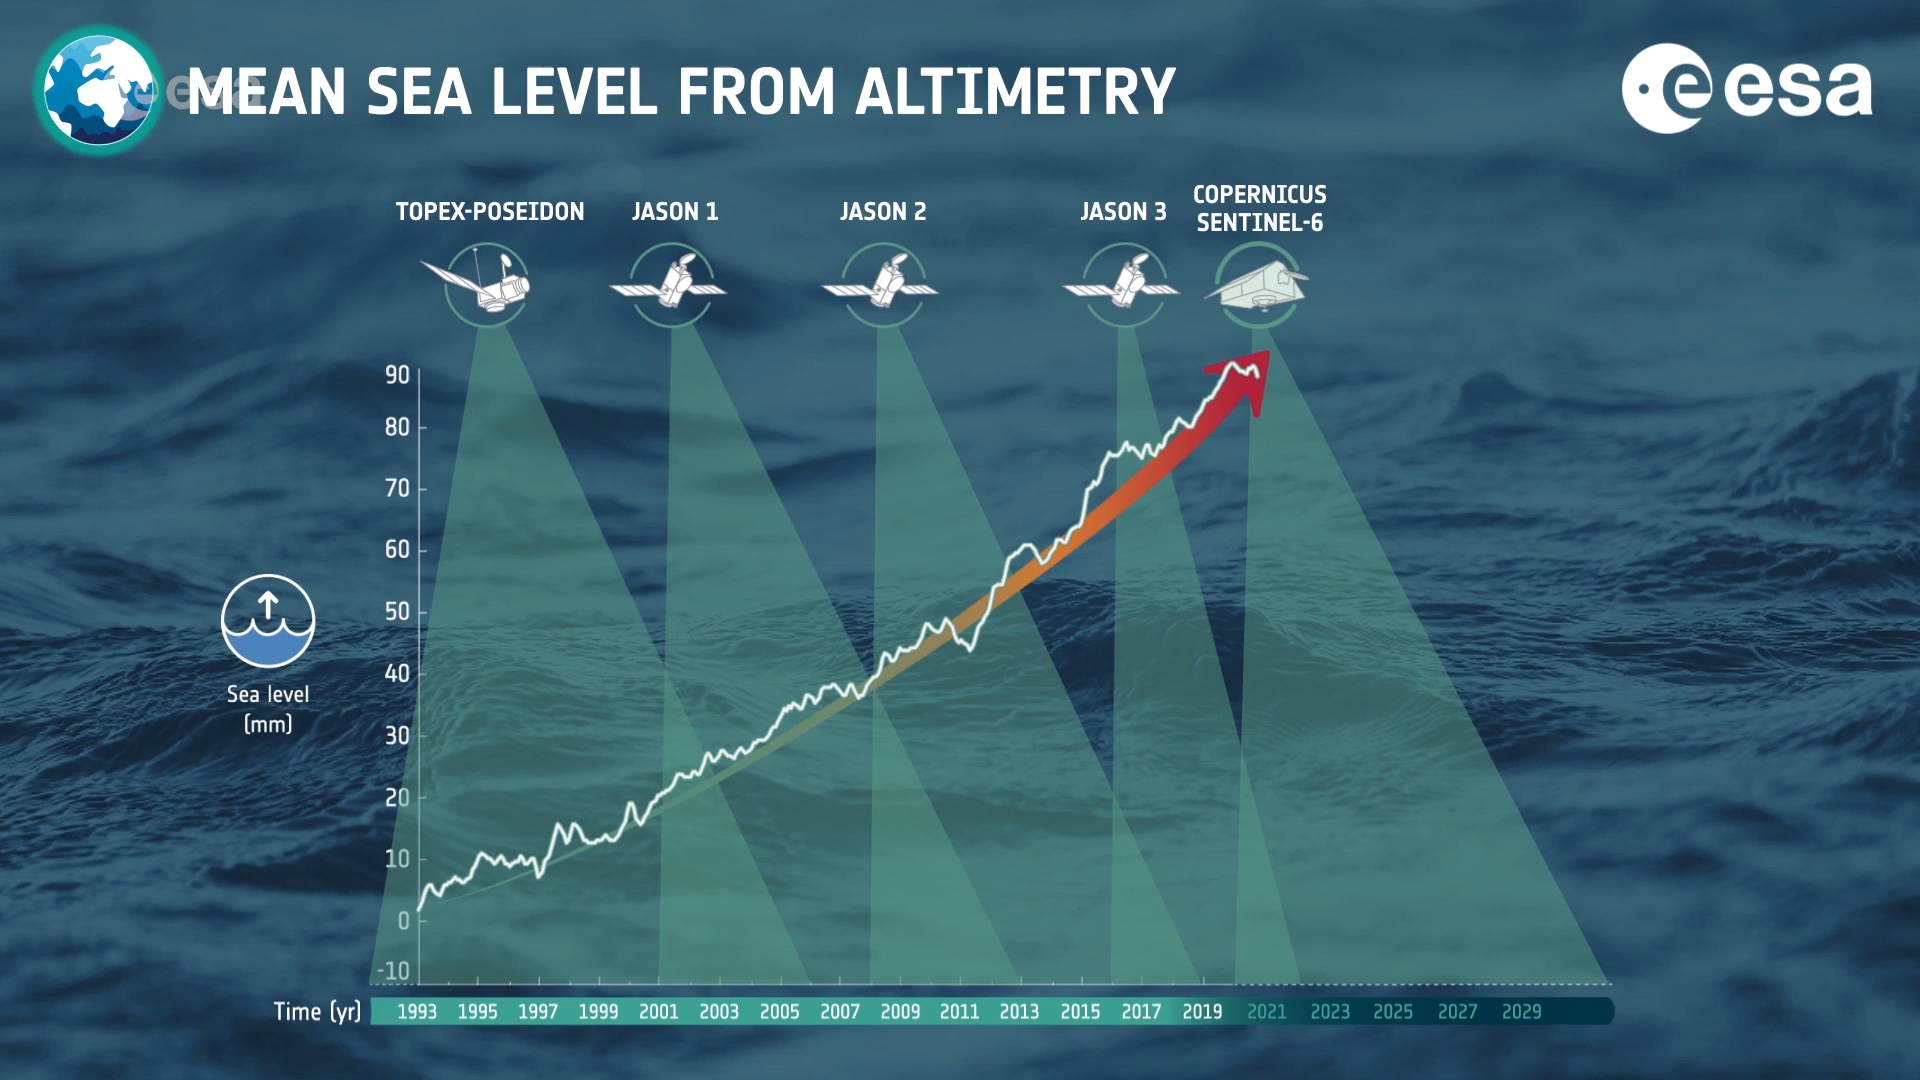 esa
MEAN SEA LEVEL FROM ALTIMETRY
esa
TOPEX-POSEIDON
JASON 1
JASON 2
JASON 3
COPERNICUS
SENTINEL-6
90
80
70
60
50
40
30
20
10
0
-10
Sea level
(mm)
Time (yr)
1993 1995 1997 1999 2001 2003 2005 2007 2009 2011 2013 2015 2017 2019 2021 2023 2025 2027 2029